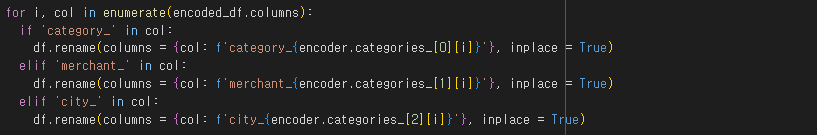 for i, col in enumerate(encoded_df.columns):
  if 'category_' in col:
    df.rename(columns = {col: f'category_{encoder.categories_[0][i]}'}, inplace = True)
  elif 'merchant_' in col:
    df.rename(columns = {col: f'merchant_{encoder.categories_[1][i]}'}, inplace = True)
  elif 'city_' in col:
    df.rename(columns = {col: f'city_{encoder.categories_[2][i]}'}, inplace = True)